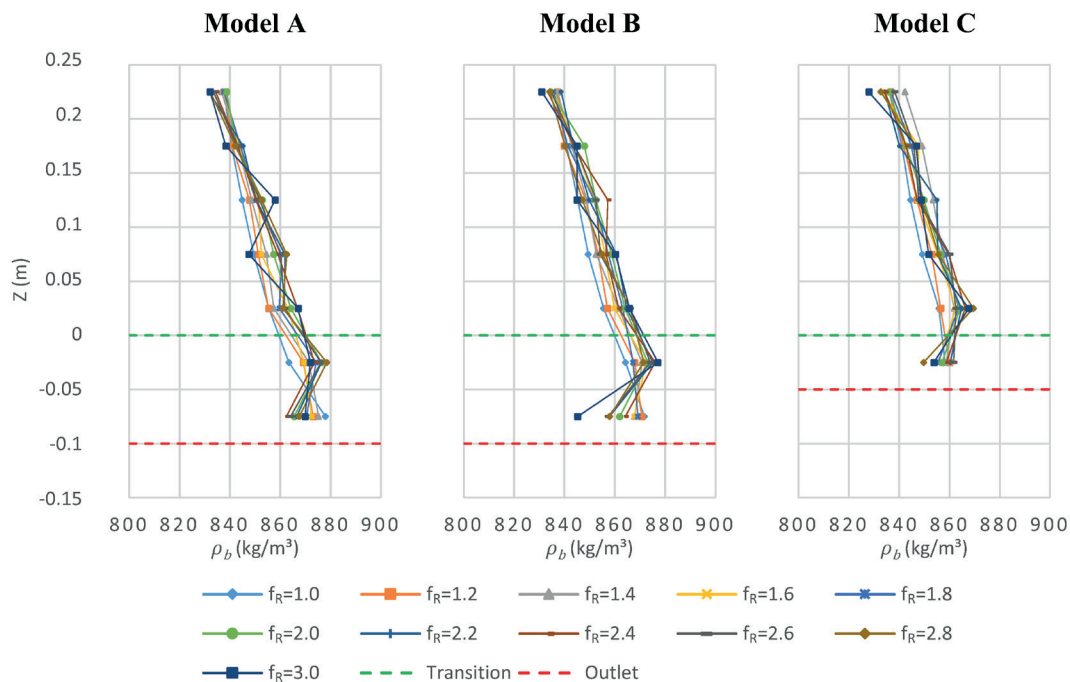 Model A Model B Model C
0.25
0.2
0.15
0.1
0.05
0
-0.05
-0.1
-0.15
Z (m)
800 820 840 860 880 900 800 820 840 860 880 900 800 820 840 860 880 900
ρb (kg/m³) ρb (kg/m³) ρb (kg/m³)
fR=1.0 fR=1.2 fR=1.4 fR=1.6 fR=1.8
fR=2.0 fR=2.2 fR=2.4 fR=2.6 fR=2.8
fR=3.0 Transition Outlet